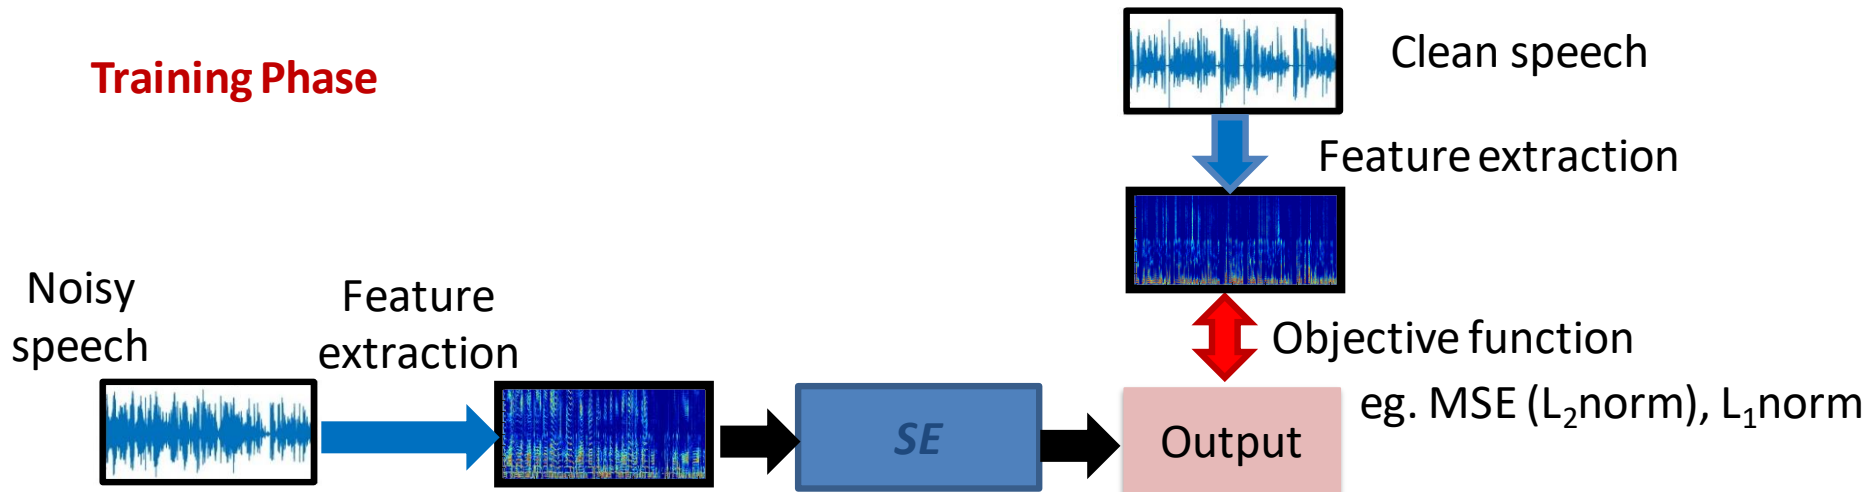 Training Phase
Clean speech
Feature extraction
Noisy
speech
Feature
extraction
SE
Output
Objective function
eg. MSE (L₂norm), L₁norm